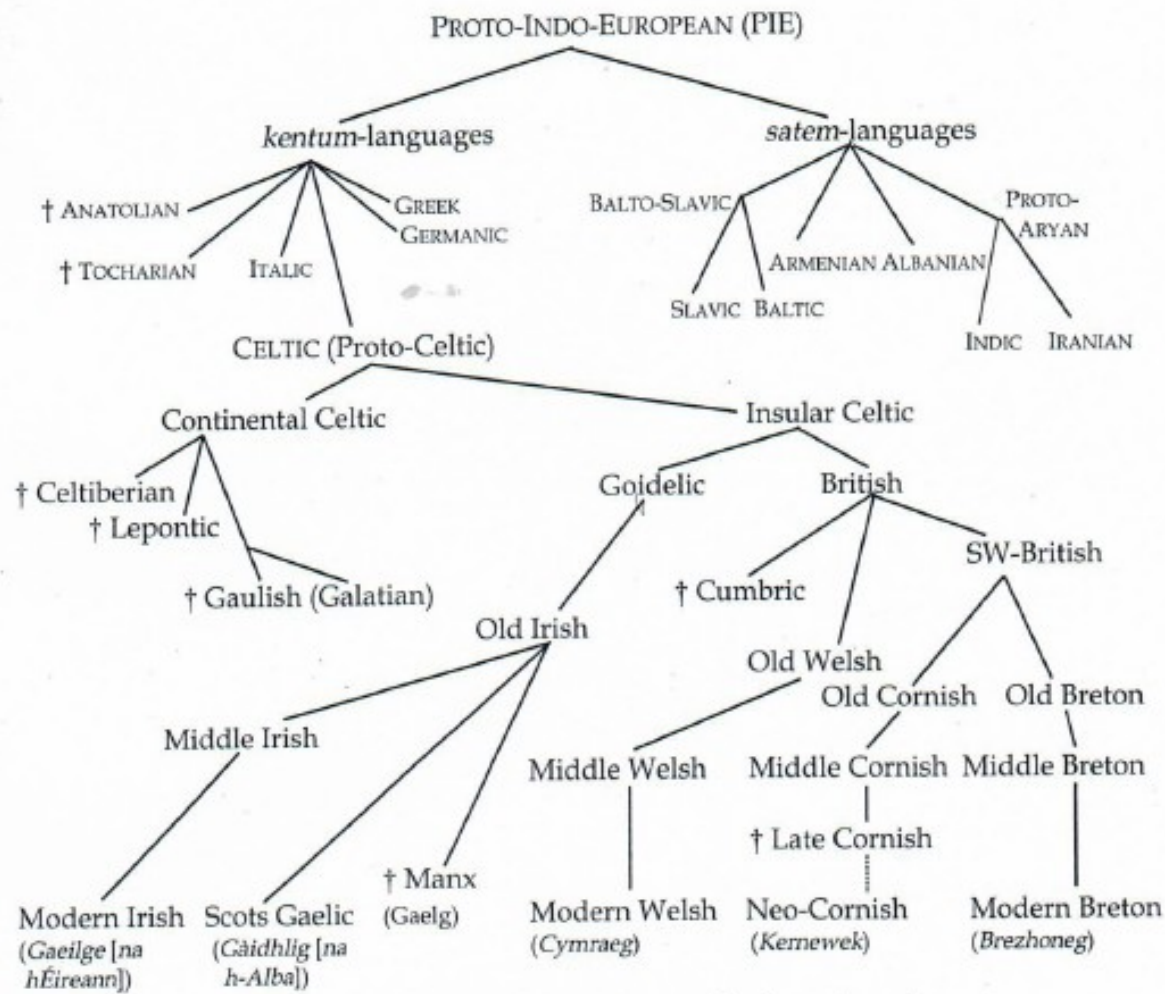 PROTO-INDO-EUROPEAN (PIE)
kentum-languages
satem-languages
† ANATOLIAN
GREEK
GERMANIC
† TOCHARIAN
ITALIC
BALTO-SLAVIC
PROTO-
ARYAN
ARMENIAN ALBANIAN
SLAVIC BALTIC
INDIC IRANIAN
CELTIC (Proto-Celtic)
Continental Celtic
Insular Celtic
† Celtiberian
† Lepontic
† Gaulish (Galatian)
Goidelic
British
SW-British
† Cumbric
Old Irish
Old Welsh
Old Cornish
Old Breton
Middle Irish
Middle Welsh
Middle Cornish
Middle Breton
† Late Cornish
† Manx
(Gaelg)
Modern Irish
(Gaeilge [na
hÉireann])
Scots Gaelic
(Gàidhlig [na
h-Alba])
Modern Welsh
(Cymraeg)
Neo-Cornish
(Kernewek)
Modern Breton
(Brezhoneg)